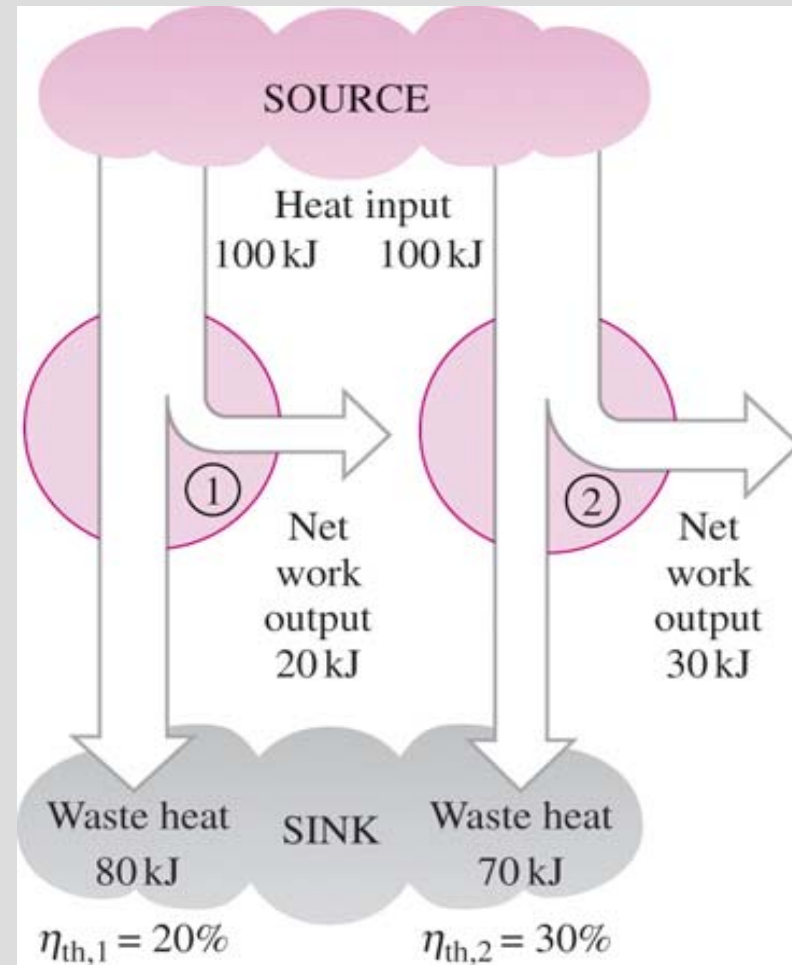 SOURCE
Heat input
100 kJ 100 kJ
1
Net
work
output
20 kJ
2
Net
work
output
30 kJ
Waste heat
80 kJ
SINK
Waste heat
70 kJ
ηth,1 = 20%
ηth,2 = 30%